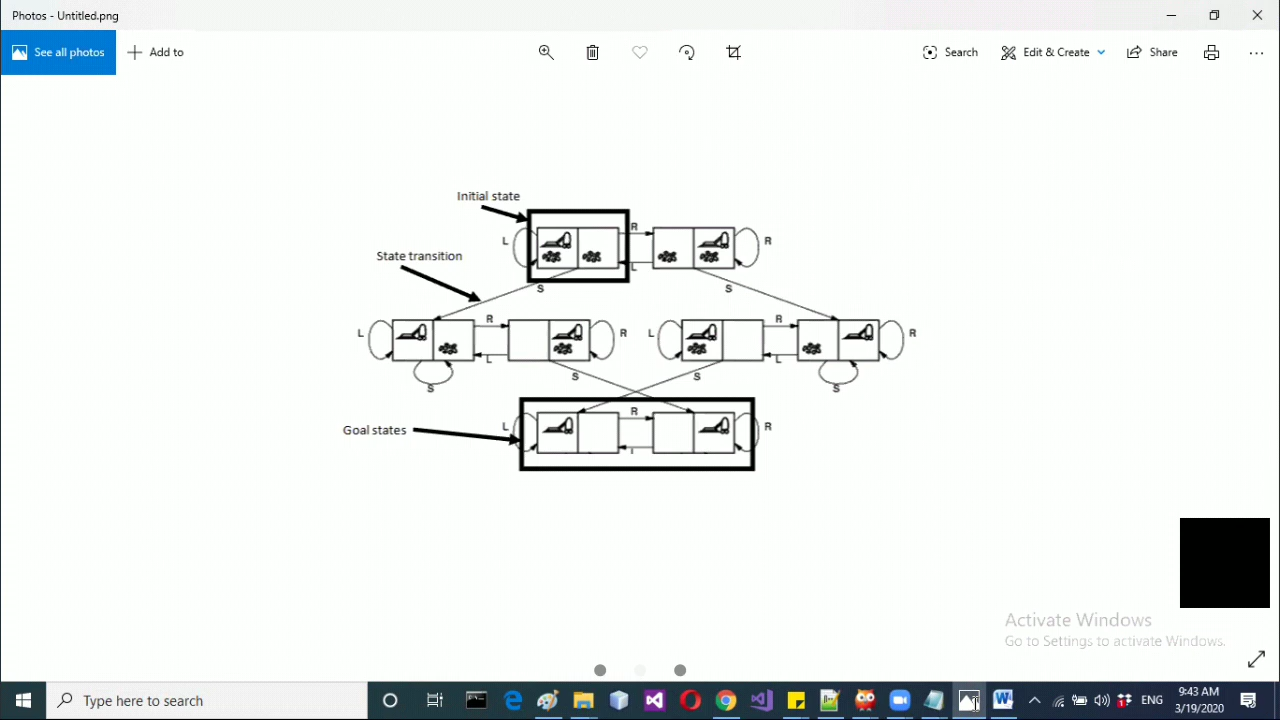 Photos - Untitled.png
See all photos
Add to
Search
Edit & Create
Share
Initial state
L
R
L
R
State transition
S
S
L
R
L
R
L
R
L
R
S
S
S
S
Goal states
L
R
R
Activate Windows
Go to Settings to activate Windows.
Type here to search
ENG
9:43 AM
3/19/2020